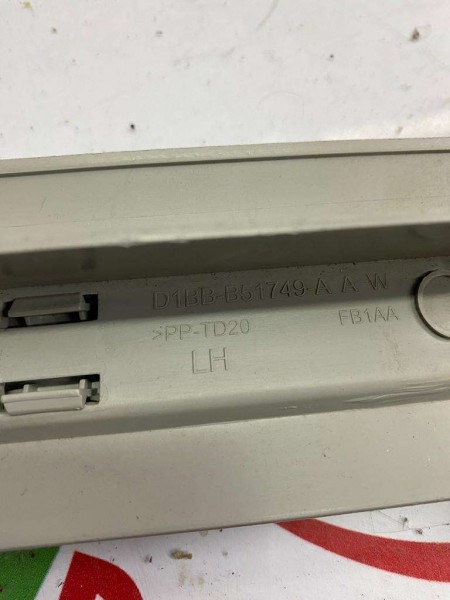 D1BB-B51749-A A W
>PP-TD20
FB1AA
LH